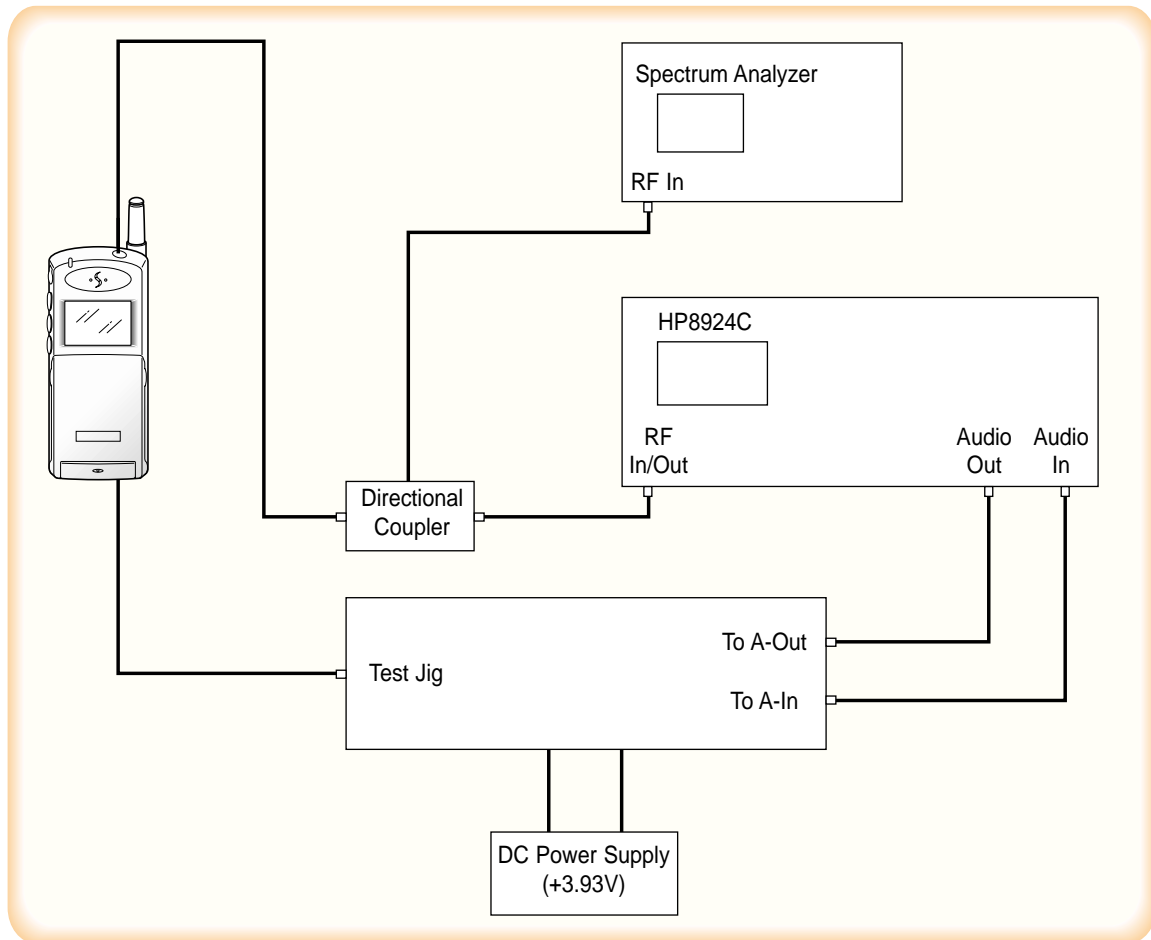 Spectrum Analyzer
RF In
HP8924C
RF
In/Out
Audio
Out
Audio
In
Directional
Coupler
Test Jig
To A-Out
To A-In
DC Power Supply
(+3.93V)